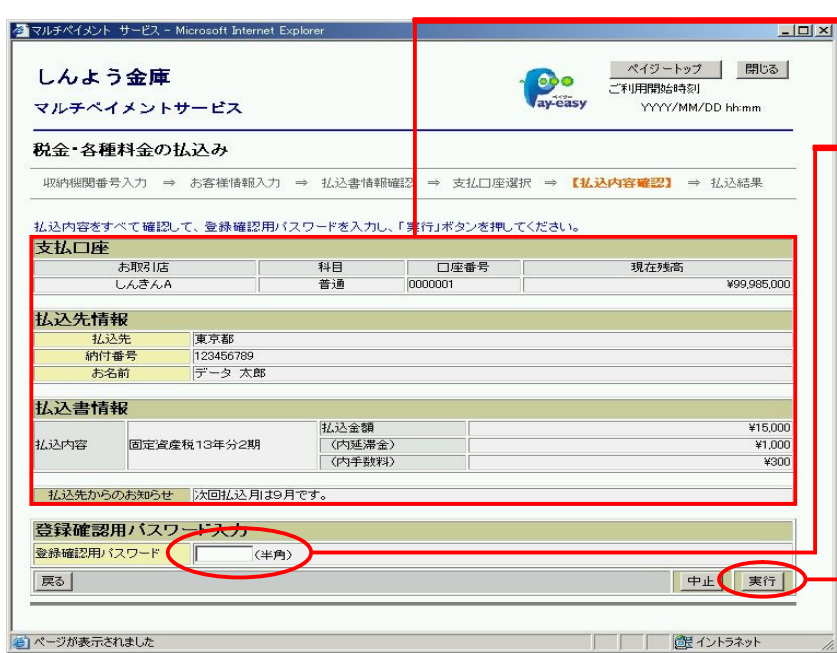 マルチペイメント サービス - Microsoft Internet Explorer
しんよう金庫
マルチペイメントサービス
ペイジー
Pay-easy
ペイジートップ 閉じる
ご利用開始時刻
YYYY/MM/DD hh:mm
税金・各種料金の払込み
収納機関番号入力 ⇒ お客様情報入力 ⇒ 払込書情報確認 ⇒ 支払口座選択 ⇒ 【払込内容確認】 ⇒ 払込結果
払込内容をすべて確認して、登録確認用パスワードを入力し、「実行」ボタンを押してください。
支払口座
お取引店 科目 口座番号 現在残高
しんきんA 普通 0000001 ¥99,985,000
払込先情報
払込先 東京都
納付番号 123456789
お名前 データ 太郎
払込書情報
払込内容 固定資産税13年分2期
払込金額 ¥15,000
(内延滞金) ¥1,000
(内手数料) ¥300
払込先からのお知らせ 次回払込月は9月です。
登録確認用パスワード入力
登録確認用パスワード (半角)
戻る 中止 実行
ページが表示されました イントラネット